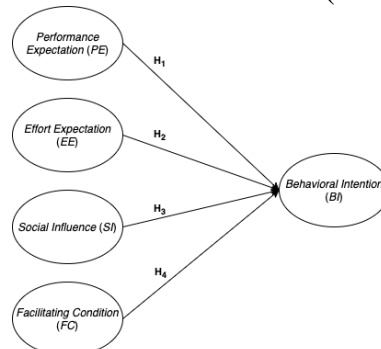 Performance
Expectation (PE)
H1
Effort Expectation
(EE)
H2
Behavioral Intention
(BI)
Social Influence (SI)
H3
H4
Facilitating Condition
(FC)